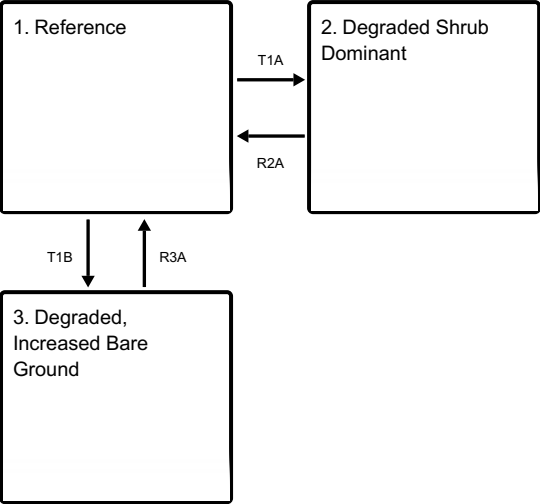 1. Reference
2. Degraded Shrub
Dominant
T1A
R2A
T1B
R3A
3. Degraded,
Increased Bare
Ground